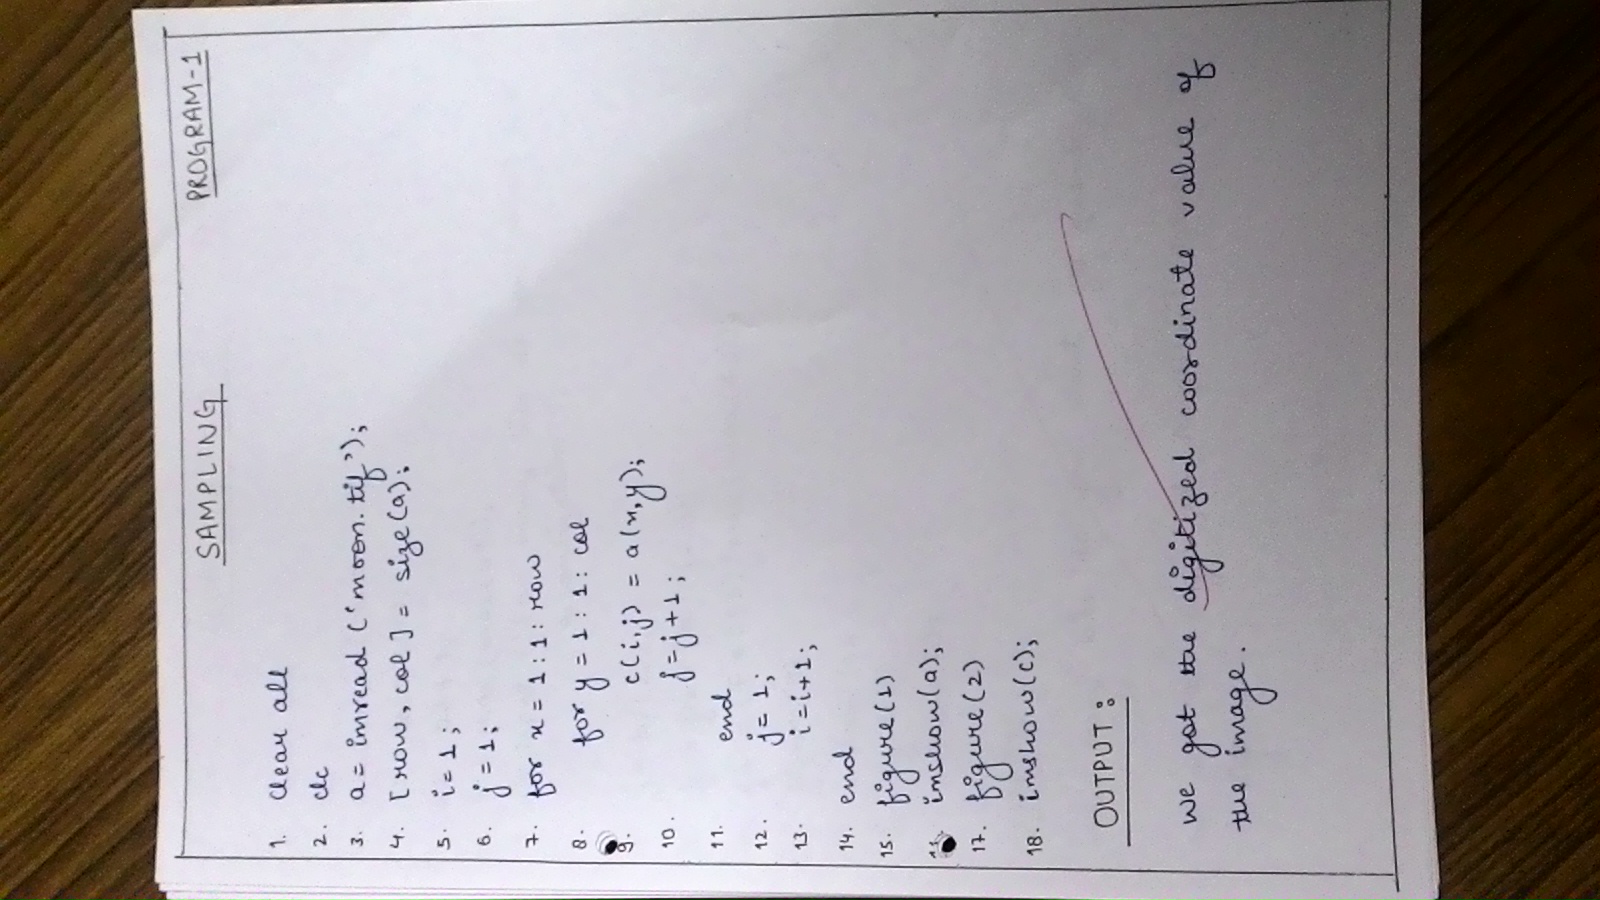 SAMPLING
PROGRAM-1
1. clear all
2. clc
3. a = imread ('moon.tif');
4. [row, col] = size(a);
5. i = 1;
6. j = 1;
7. for x = 1:1:row
8. for y = 1:1:col
9. c(i,j) = a(x,y);
10. j=j+1;
11. end
12. j= 1;
13. i=i+1;
14. end
15. figure(1)
imshow(a);
17. figure(2)
18. imshow(c);
OUTPUT:
We got the digitized coordinate value of
the image.